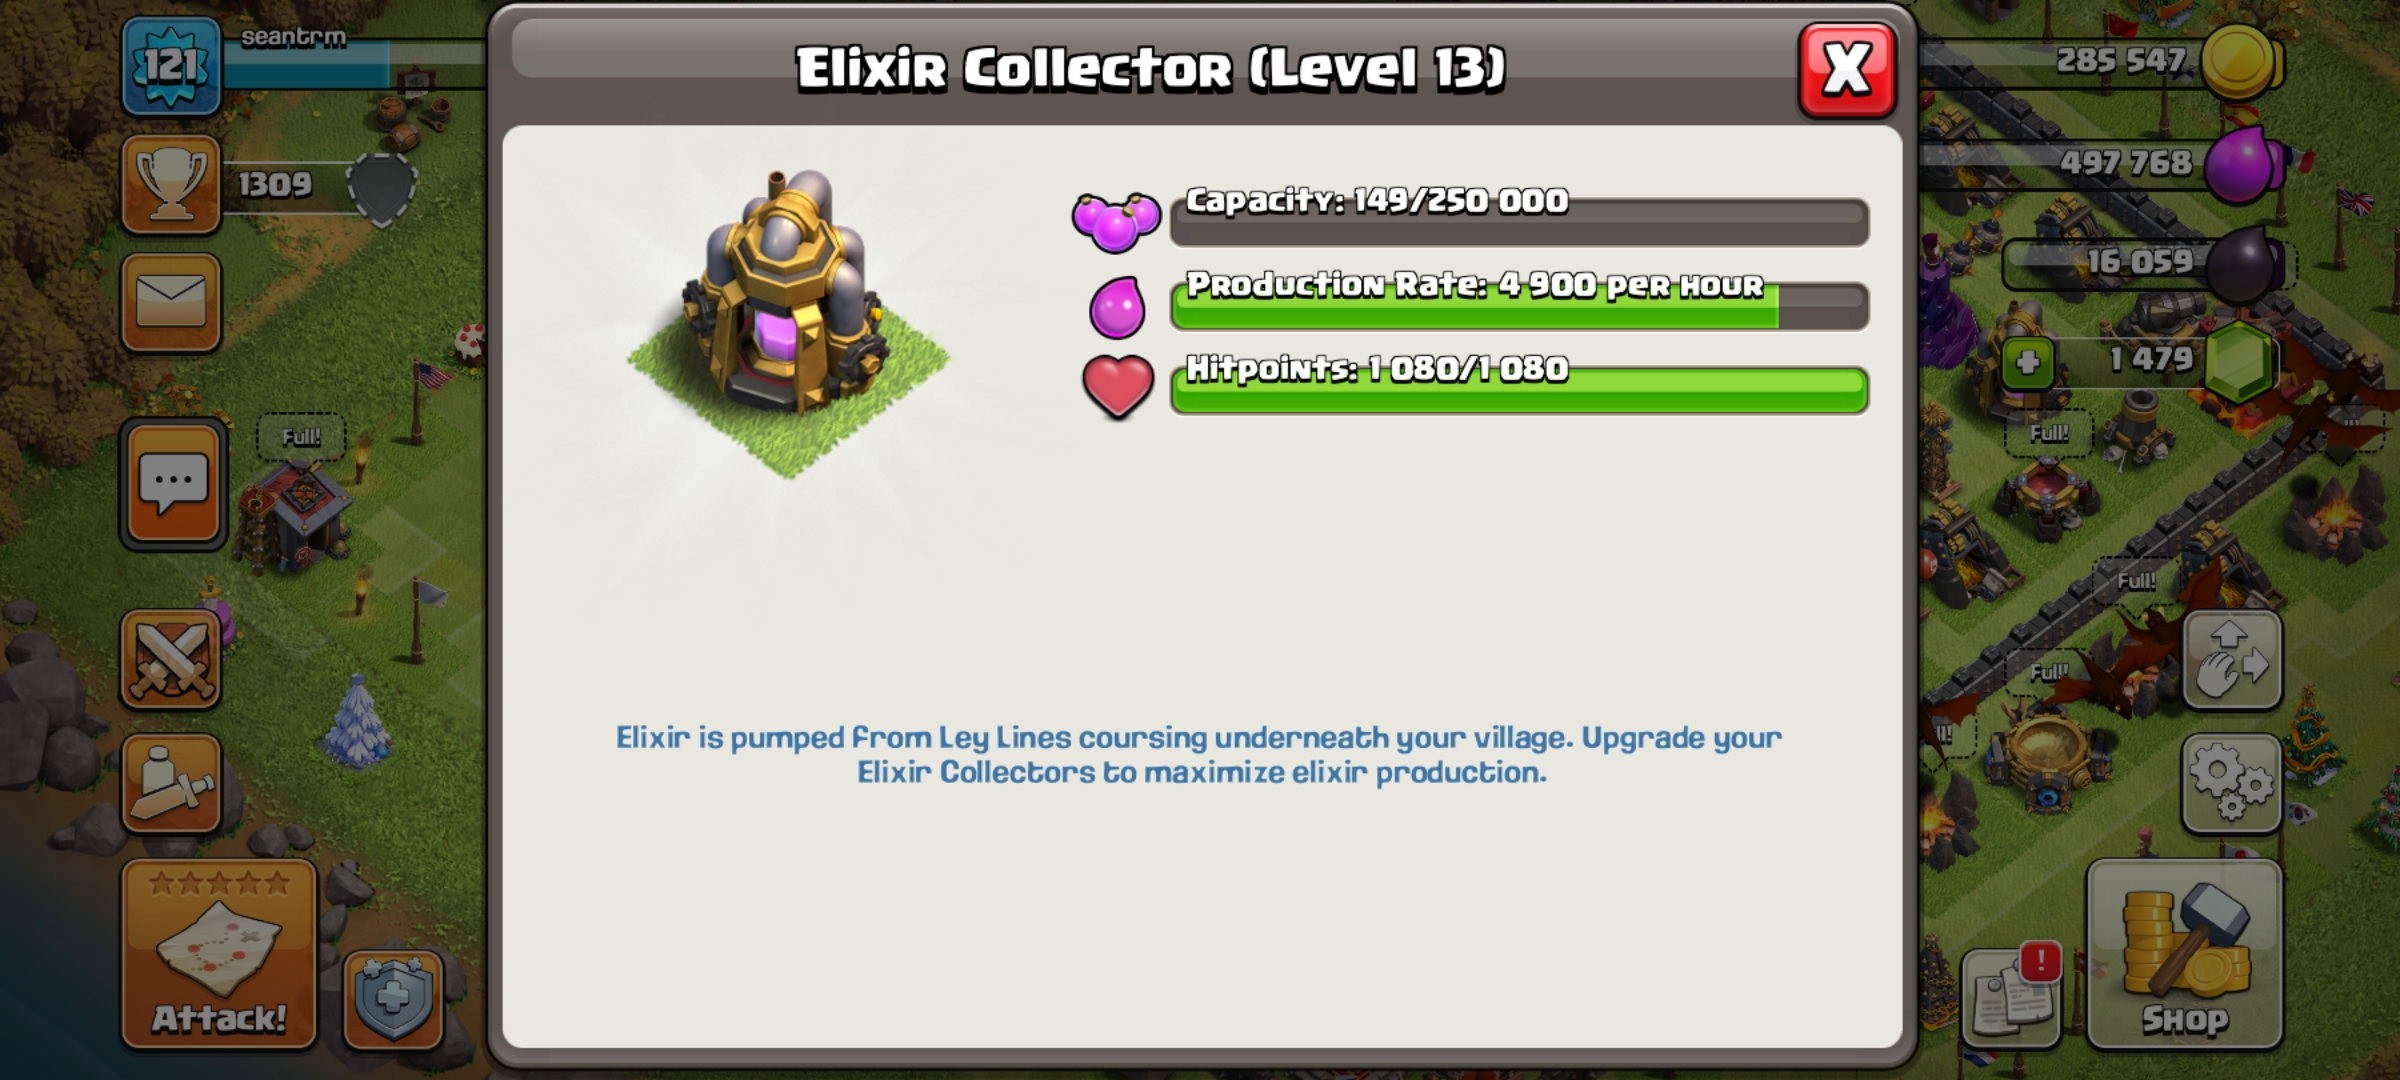 121
seantrm
Elixir Collector (Level 13)
X
285 547
1309
497 768
Capacity: 149/250 000
16 059
Production Rate: 4 900 per hour
1 479
Hitpoints: 1 080/1 080
Full!
Full!
Full!
Full!
Elixir is pumped from Ley Lines coursing underneath your village. Upgrade your
Elixir Collectors to maximize elixir production.
!
Attack!
Shop